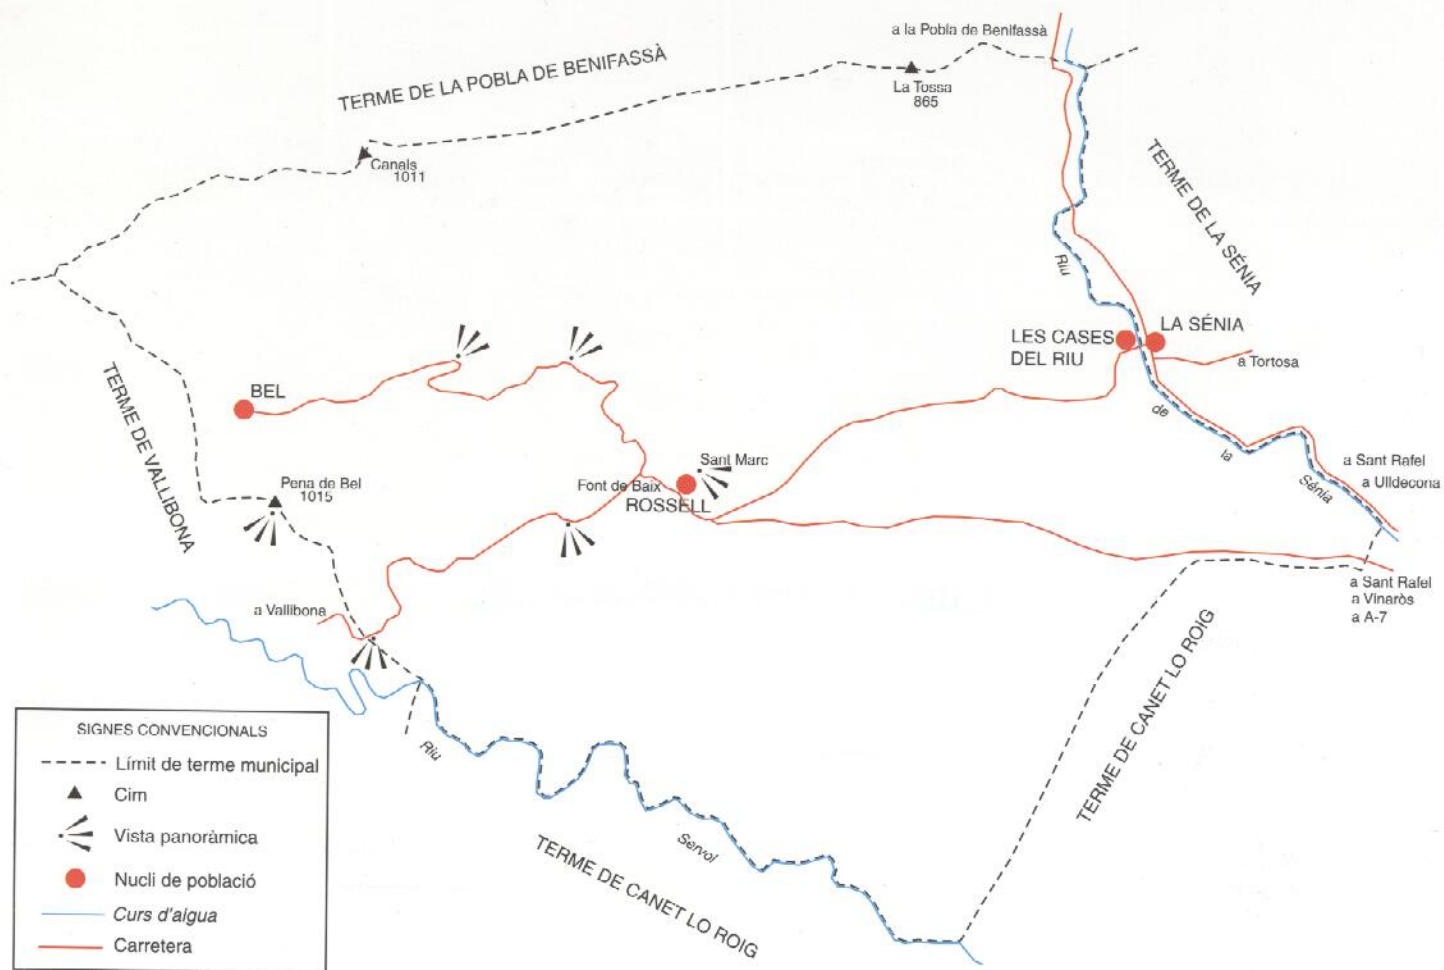 a la Pobla de Benifassà
TERME DE LA POBLA DE BENIFASSÀ
La Tossa
865
Canals
1011
TERME DE LA SÉNIA
Riu
LES CASES
DEL RIU
LA SÉNIA
a Tortosa
BEL
TERME DE VALLIBONA
de
la
Sénia
a Sant Rafel
a Ulldecona
Sant Marc
Font de Baix
ROSSELL
Pena de Bel
1015
a Vallibona
a Sant Rafel
a Vinaròs
a A-7
TERME DE CANET LO ROIG
Riu
Servol
TERME DE CANET LO ROIG
SIGNES CONVENCIONALS
Límit de terme municipal
Cim
Vista panoràmica
Nucli de població
Curs d'aigua
Carretera